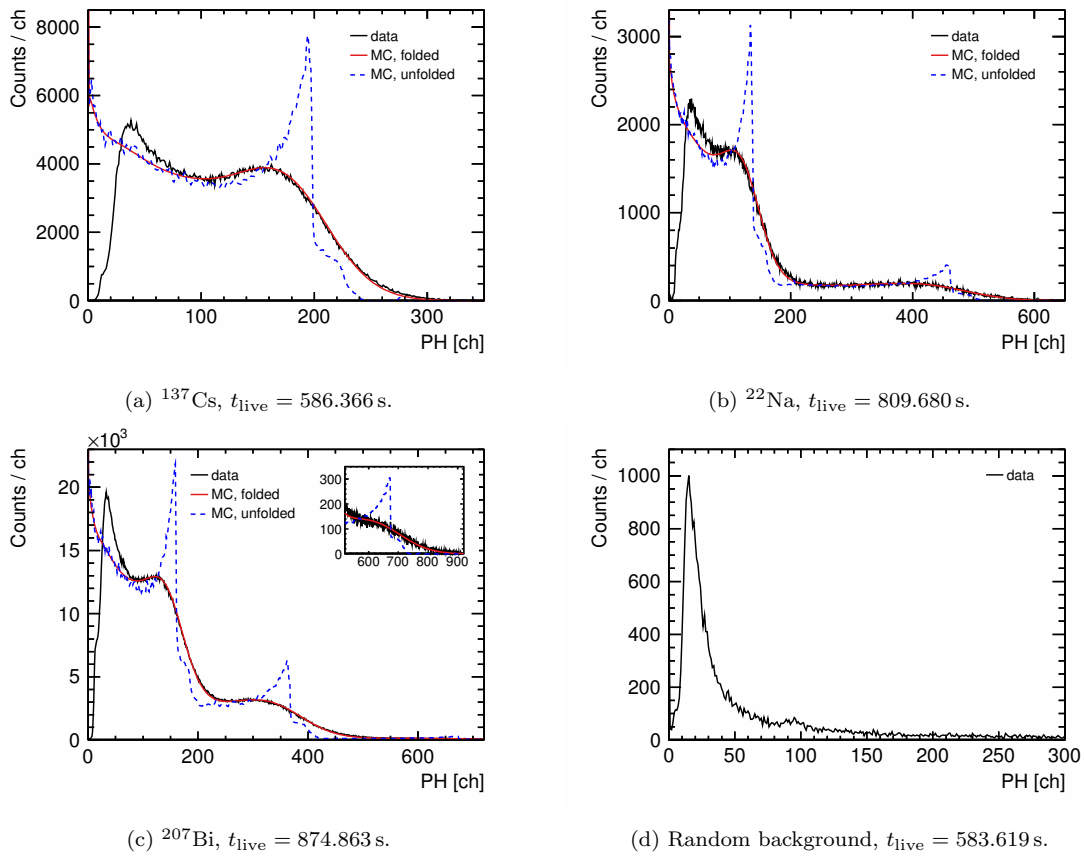 Counts / ch
8000
6000
4000
2000
0
0 100 200 300
PH [ch]
data
MC, folded
MC, unfolded
(a) ¹³⁷Cs, t_live = 586.366 s.
Counts / ch
3000
2000
1000
0
0 200 400 600
PH [ch]
data
MC, folded
MC, unfolded
(b) ²²Na, t_live = 809.680 s.
×10³
Counts / ch
20
15
10
5
0
0 200 400 600
PH [ch]
data
MC, folded
MC, unfolded
300
200
100
0
600 700 800 900
(c) ²⁰⁷Bi, t_live = 874.863 s.
Counts / ch
1000
800
600
400
200
0
0 50 100 150 200 250 300
PH [ch]
data
(d) Random background, t_live = 583.619 s.